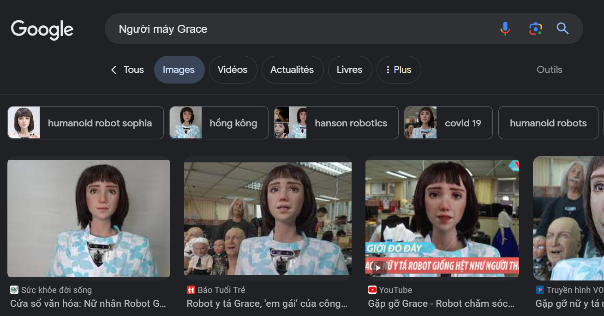 Google
Người máy Grace
Tous
Images
Vidéos
Actualités
Livres
Plus
Outils
humanoid robot sophia
hồng kông
hanson robotics
covid 19
humanoid robots
GIỜ ĐÓ ĐÂY
NỮ Y TÁ ROBOT GIỐNG HỆT NHƯ NGƯỜI TH
Sức khỏe đời sống
Cửa sổ văn hóa: Nữ nhân Robot G...
Báo Tuổi Trẻ
Robot y tá Grace, 'em gái' của công...
YouTube
Gặp gỡ Grace - Robot chăm sóc...
Truyền hình VO
Gặp gỡ nữ y tá